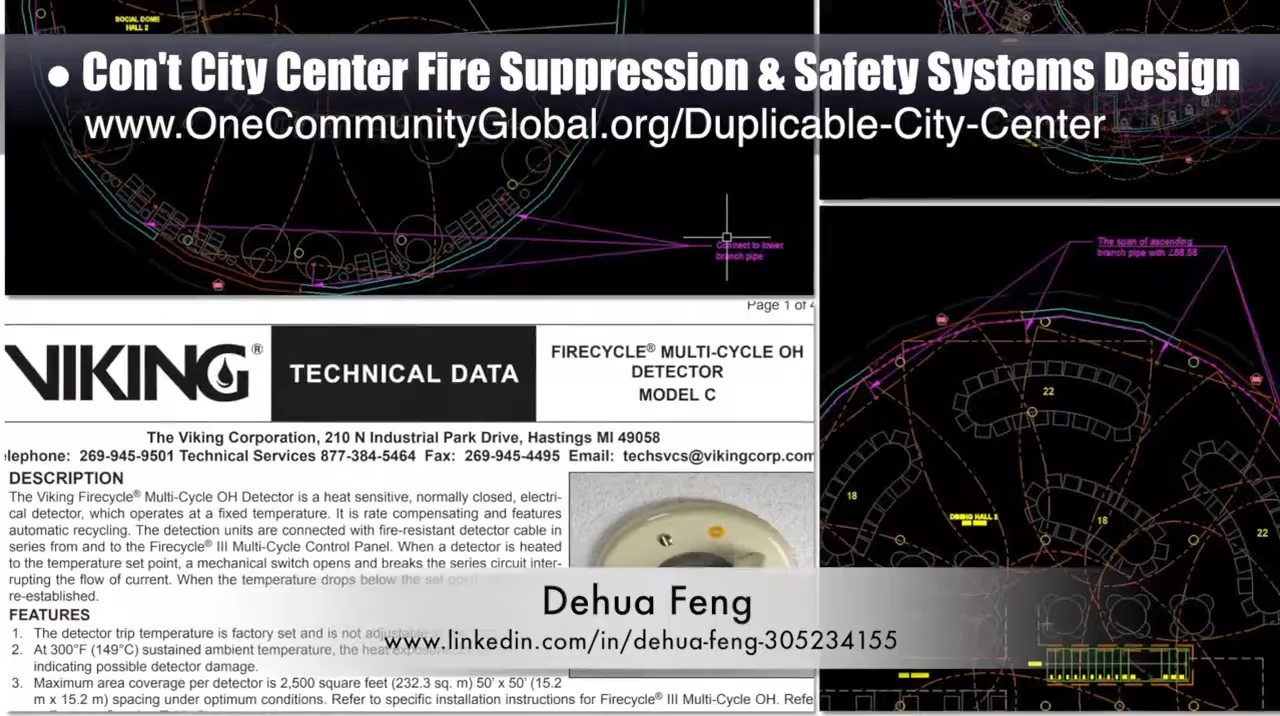 SOCIAL DOME
HALL 2
• Con't City Center Fire Suppression & Safety Systems Design
www.OneCommunityGlobal.org/Duplicable-City-Center
Connect to lower
branch pipe
The span of ascending
branch pipe with
Page 1 of 4
VIKING®
TECHNICAL DATA
FIRECYCLE® MULTI-CYCLE OH
DETECTOR
MODEL C
The Viking Corporation, 210 N Industrial Park Drive, Hastings MI 49058
elephone: 269-945-9501 Technical Services 877-384-5464 Fax: 269-945-4495 Email: techsvcs@vikingcorp.com
DESCRIPTION
The Viking Firecycle® Multi-Cycle OH Detector is a heat sensitive, normally closed, electri-
cal detector, which operates at a fixed temperature. It is rate compensating and features
automatic recycling. The detection units are connected with fire-resistant detector cable in
series from and to the Firecycle® III Multi-Cycle Control Panel. When a detector is heated
to the temperature set point, a mechanical switch opens and breaks the series circuit inter-
rupting the flow of current. When the temperature drops below the set point
re-established.
FEATURES
1. The detector trip temperature is factory set and is not adjustable
2. At 300°F (149°C) sustained ambient temperature, the heat
indicating possible detector damage.
3. Maximum area coverage per detector is 2,500 square feet (232.3 sq. m) 50' x 50' (15.2
m x 15.2 m) spacing under optimum conditions. Refer to specific installation instructions for Firecycle® III Multi-Cycle OH. Refe
22
18
18
22
DINING HALL
Dehua Feng
www.linkedin.com/in/dehua-feng-305234155